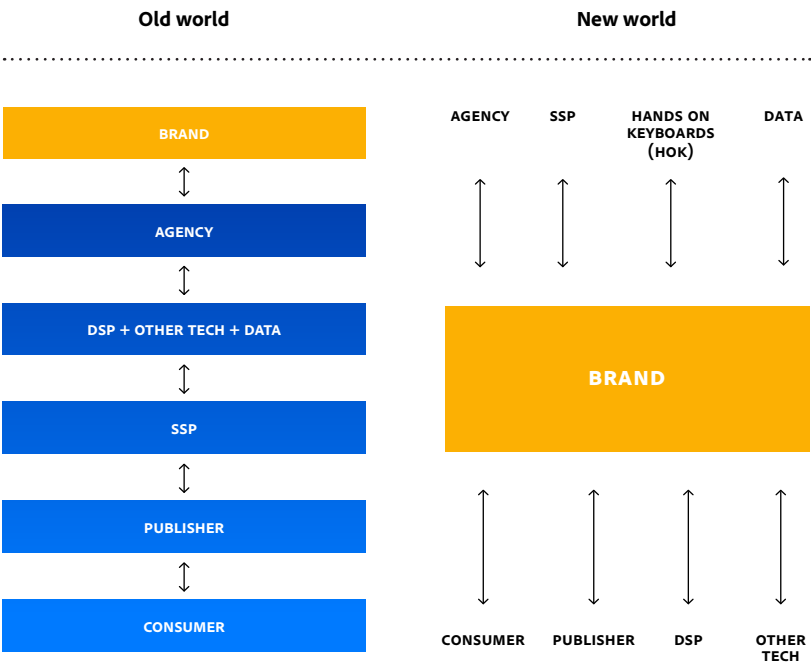 Old world
New world
BRAND
AGENCY
DSP + OTHER TECH + DATA
SSP
PUBLISHER
CONSUMER
AGENCY
SSP
HANDS ON
KEYBOARDS
(HOK)
DATA
BRAND
CONSUMER
PUBLISHER
DSP
OTHER
TECH